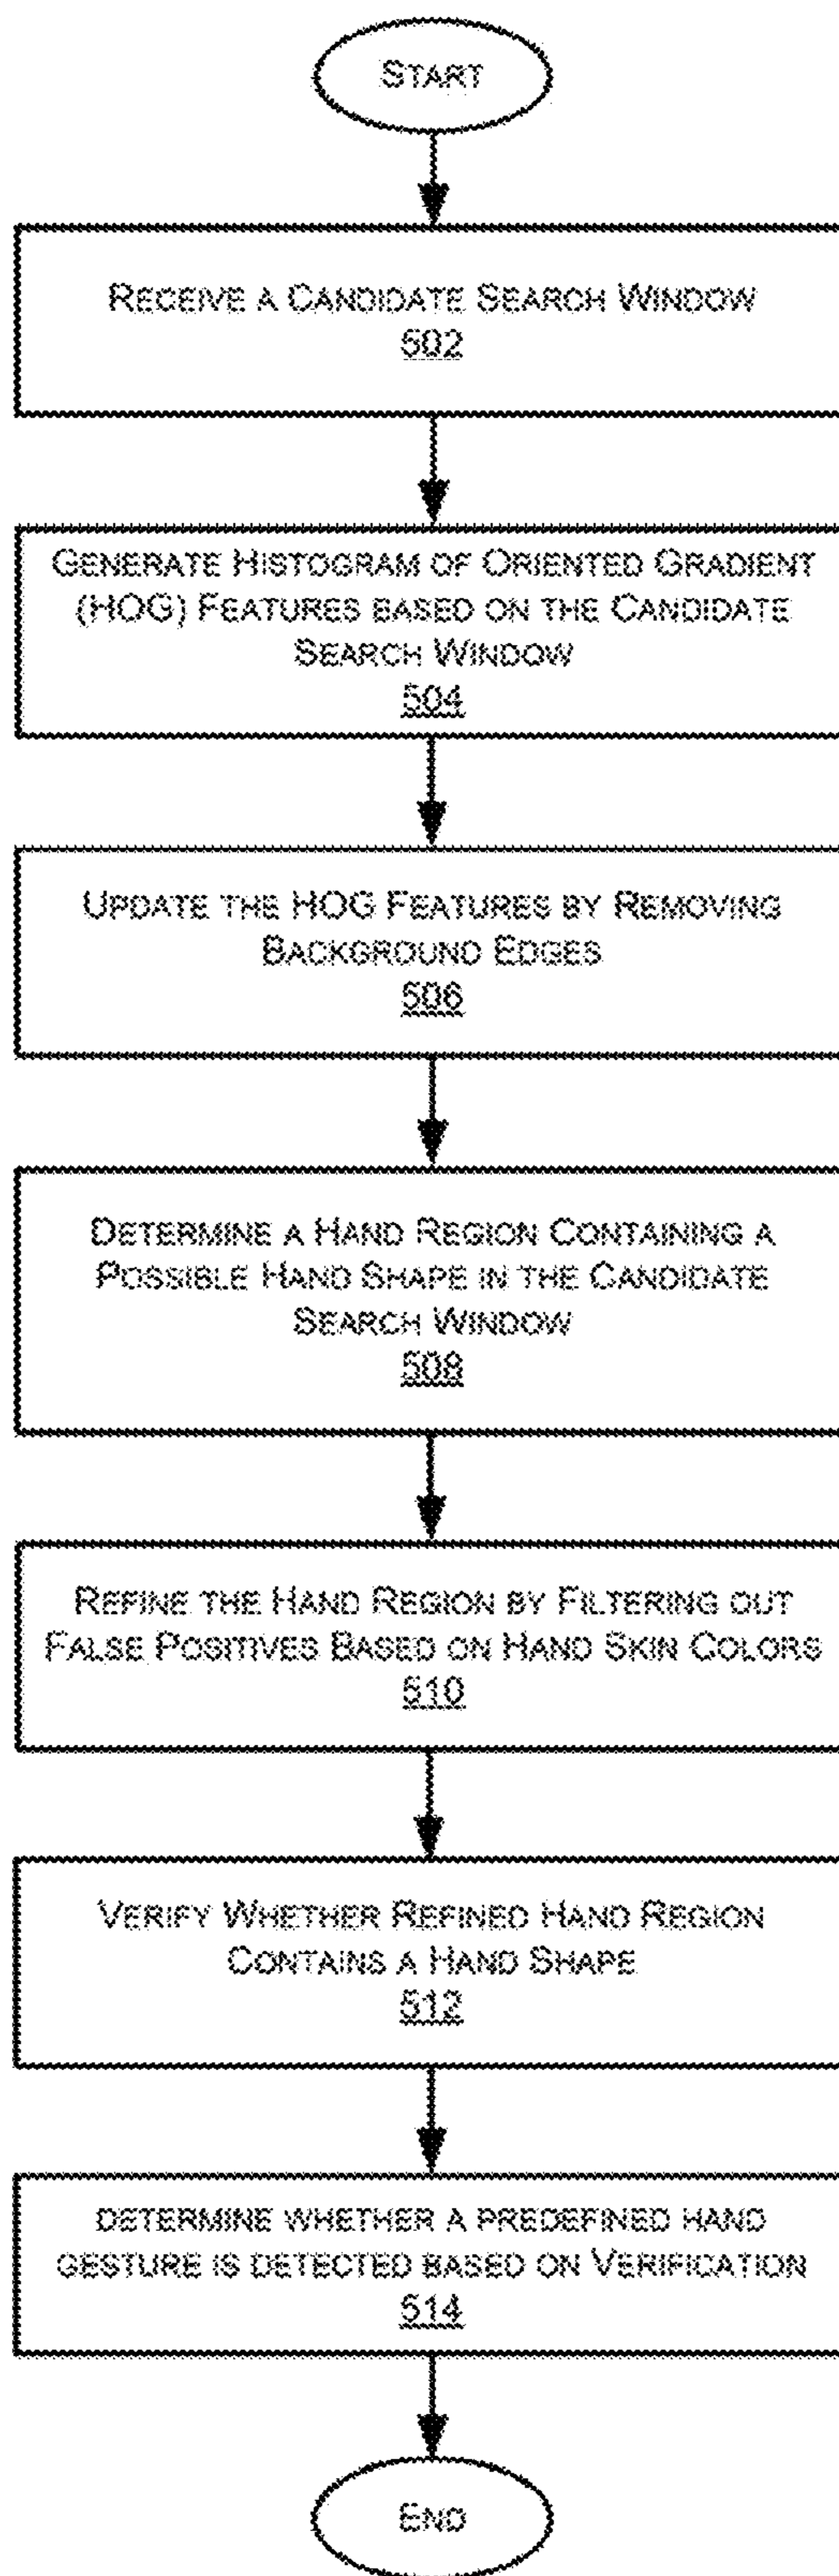 START
RECEIVE A CANDIDATE SEARCH WINDOW
502
GENERATE HISTOGRAM OF ORIENTED GRADIENT
(HOG) FEATURES BASED ON THE CANDIDATE
SEARCH WINDOW
504
UPDATE THE HOG FEATURES BY REMOVING
BACKGROUND EDGES
506
DETERMINE A HAND REGION CONTAINING A
POSSIBLE HAND SHAPE IN THE CANDIDATE
SEARCH WINDOW
508
REFINE THE HAND REGION BY FILTERING OUT
FALSE POSITIVES BASED ON HAND SKIN COLORS
510
VERIFY WHETHER REFINED HAND REGION
CONTAINS A HAND SHAPE
512
DETERMINE WHETHER A PREDEFINED HAND
GESTURE IS DETECTED BASED ON VERIFICATION
514
END